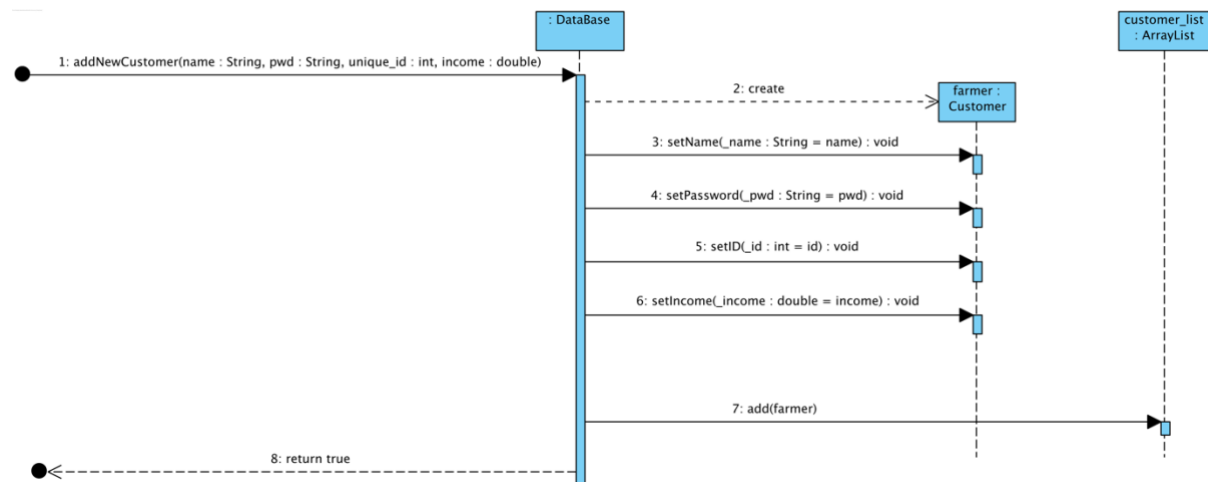 : DataBase
customer_list
: ArrayList
1: addNewCustomer(name : String, pwd : String, unique_id : int, income : double)
2: create
farmer :
Customer
3: setName(_name : String = name) : void
4: setPassword(_pwd : String = pwd) : void
5: setID(_id : int = id) : void
6: setIncome(_income : double = income) : void
7: add(farmer)
8: return true